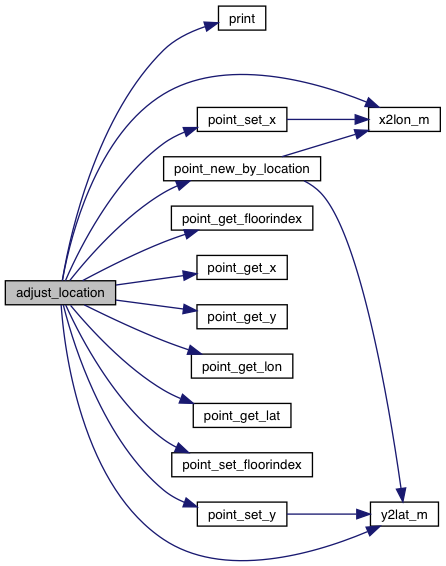 print
x2lon_m
point_set_x
point_new_by_location
point_get_floorindex
point_get_x
adjust_location
point_get_y
point_get_lon
point_get_lat
point_set_floorindex
point_set_y
y2lat_m